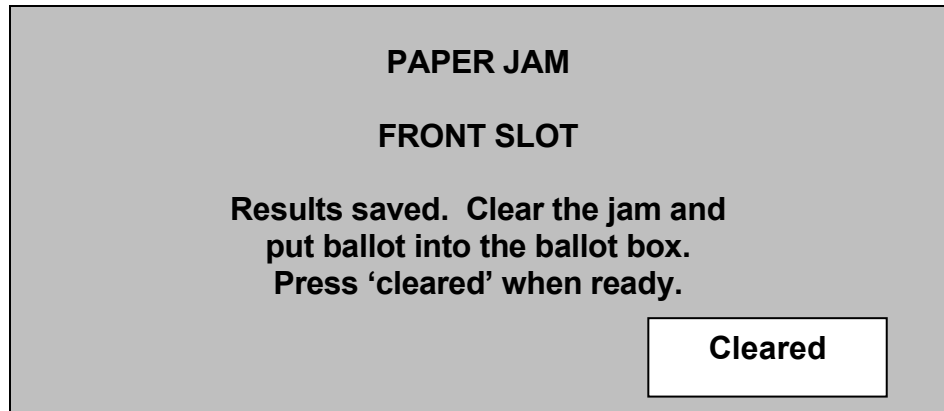 PAPER JAM
FRONT SLOT
Results saved.  Clear the jam and
put ballot into the ballot box.
Press ‘cleared’ when ready.
Cleared